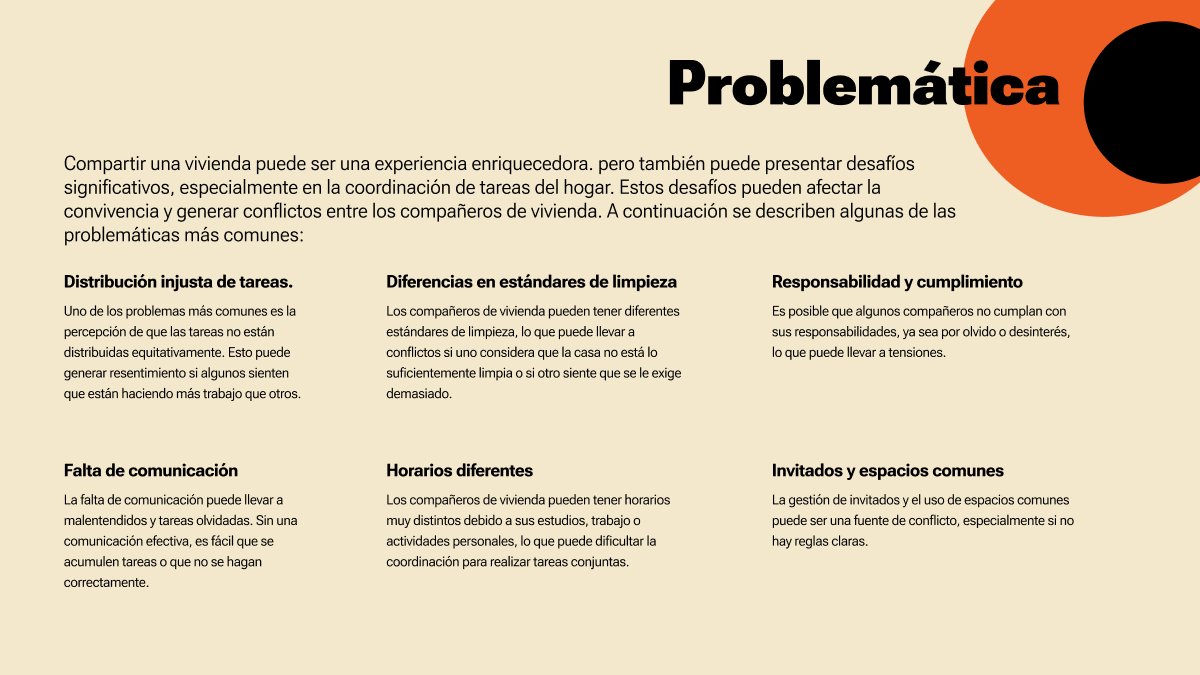 Problemática
Compartir una vivienda puede ser una experiencia enriquecedora. pero también puede presentar desafíos
significativos, especialmente en la coordinación de tareas del hogar. Estos desafíos pueden afectar la
convivencia y generar conflictos entre los compañeros de vivienda. A continuación se describen algunas de las
problemáticas más comunes:
Distribución injusta de tareas.
Uno de los problemas más comunes es la
percepción de que las tareas no están
distribuidas equitativamente. Esto puede
generar resentimiento si algunos sienten
que están haciendo más trabajo que otros.
Diferencias en estándares de limpieza
Los compañeros de vivienda pueden tener diferentes
estándares de limpieza, lo que puede llevar a
conflictos si uno considera que la casa no está lo
suficientemente limpia o si otro siente que se le exige
demasiado.
Responsabilidad y cumplimiento
Es posible que algunos compañeros no cumplan con
sus responsabilidades, ya sea por olvido o desinterés,
lo que puede llevar a tensiones.
Falta de comunicación
La falta de comunicación puede llevar a
malentendidos y tareas olvidadas. Sin una
comunicación efectiva, es fácil que se
acumulen tareas o que no se hagan
correctamente.
Horarios diferentes
Los compañeros de vivienda pueden tener horarios
muy distintos debido a sus estudios, trabajo o
actividades personales, lo que puede dificultar la
coordinación para realizar tareas conjuntas.
Invitados y espacios comunes
La gestión de invitados y el uso de espacios comunes
puede ser una fuente de conflicto, especialmente si no
hay reglas claras.